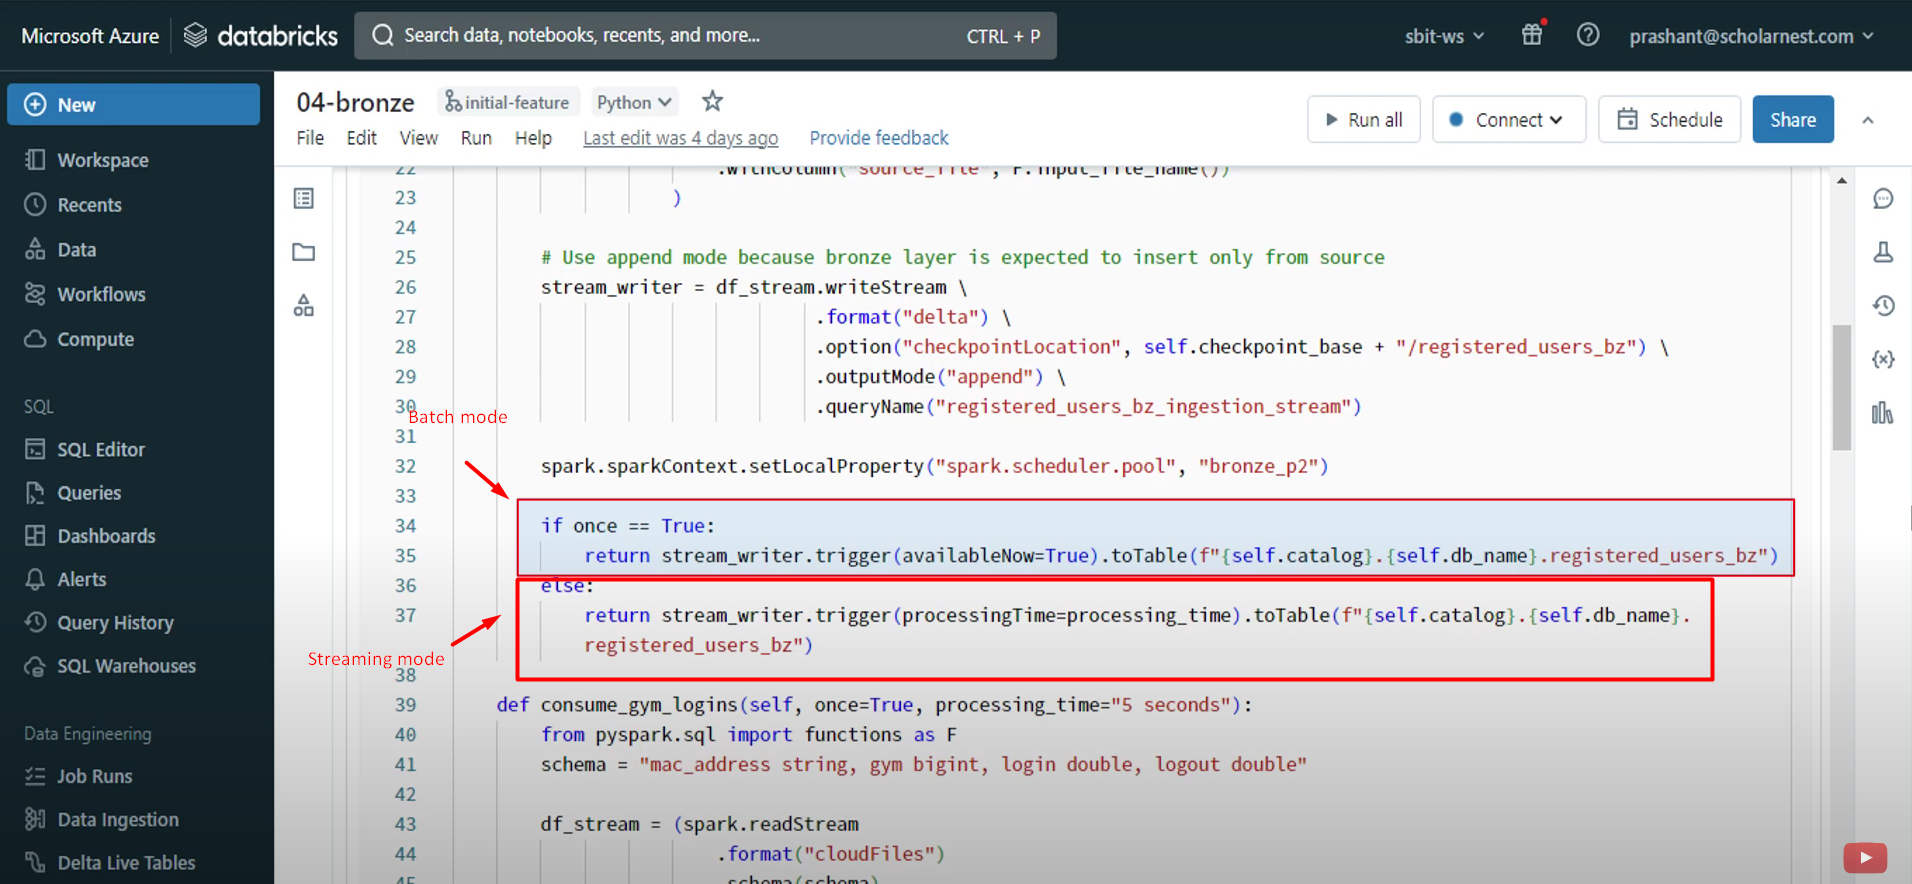 Microsoft Azure databricks Search data, notebooks, recents, and more... CTRL + P sbit-ws prashant@scholarnest.com
New
Workspace
Recents
Data
Workflows
Compute
SQL
SQL Editor
Queries
Dashboards
Alerts
Query History
SQL Warehouses
Data Engineering
Job Runs
Data Ingestion
Delta Live Tables
04-bronze initial-feature Python
File Edit View Run Help Last edit was 4 days ago Provide feedback
Run all Connect Schedule Share
22 .withColumn("source_file", F.input_file_name())
23 )
24
25 # Use append mode because bronze layer is expected to insert only from source
26 stream_writer = df_stream.writeStream \
27 .format("delta") \
28 .option("checkpointLocation", self.checkpoint_base + "/registered_users_bz") \
29 .outputMode("append") \
30 .queryName("registered_users_bz_ingestion_stream")
Batch mode
31
32 spark.sparkContext.setLocalProperty("spark.scheduler.pool", "bronze_p2")
33
34 if once == True:
35 return stream_writer.trigger(availableNow=True).toTable(f"{self.catalog}.{self.db_name}.registered_users_bz")
36 else:
37 return stream_writer.trigger(processingTime=processing_time).toTable(f"{self.catalog}.{self.db_name}.
registered_users_bz")
Streaming mode
38
39 def consume_gym_logins(self, once=True, processing_time="5 seconds"):
40 from pyspark.sql import functions as F
41 schema = "mac_address string, gym bigint, login double, logout double"
42
43 df_stream = (spark.readStream
44 .format("cloudFiles")
45 .schema(schema)